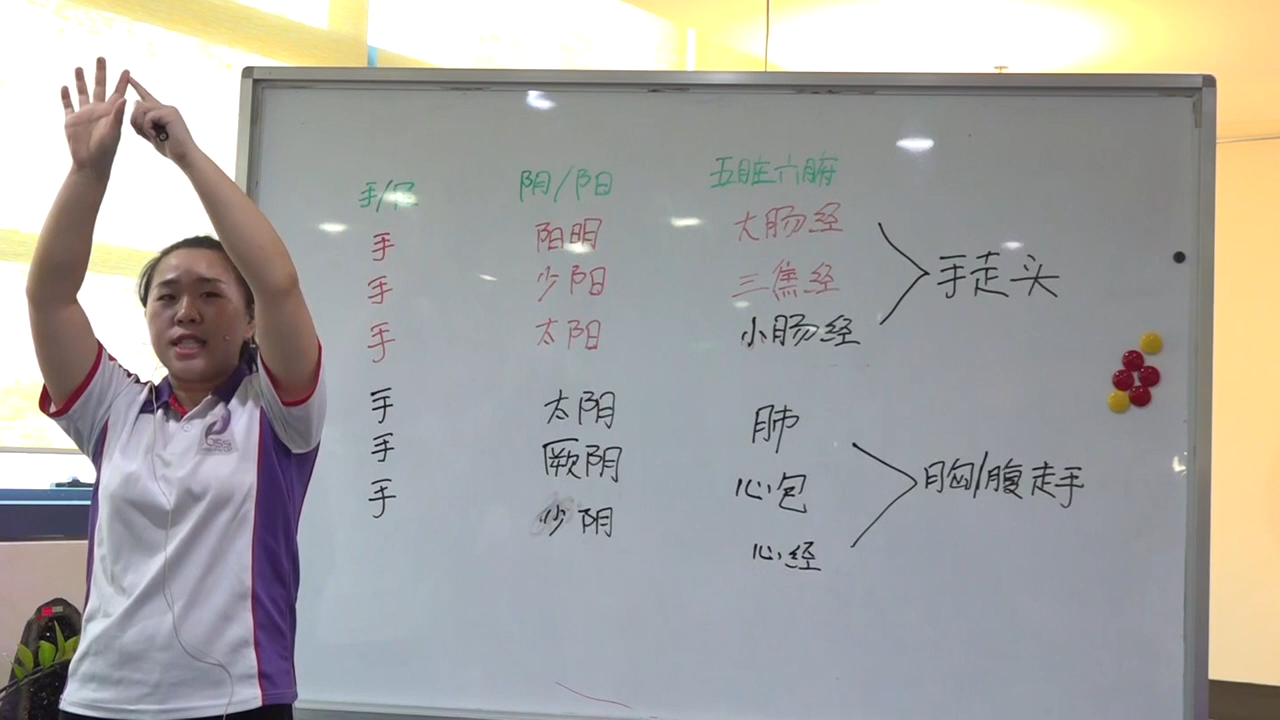 手/足 阴/阳 五脏六腑
手 阳明 大肠经
手 少阳 三焦经
手 太阳 小肠经
手走头
手 太阴 肺
手 厥阴 心包
手 少阴 心经
胸/腹走手